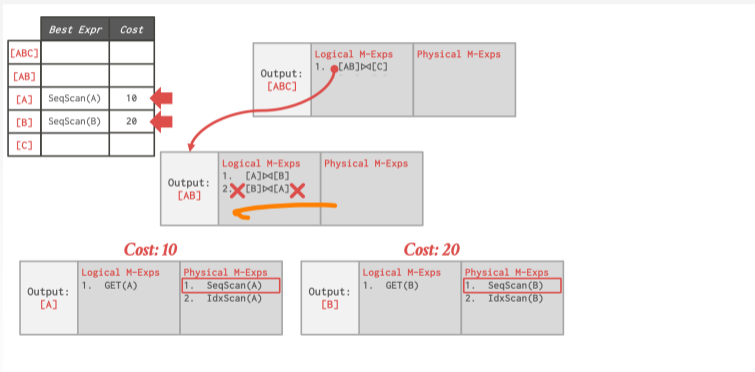 Best Expr Cost
[ABC]
[AB]
[A] SeqScan(A) 10
[B] SeqScan(B) 20
[C]
Output:
[ABC]
Logical M-Exps
1. [AB]⋈[C]
Physical M-Exps
Output:
[AB]
Logical M-Exps
1. [A]⋈[B]
2. [B]⋈[A]
Physical M-Exps
Cost: 10
Output:
[A]
Logical M-Exps
1. GET(A)
Physical M-Exps
1. SeqScan(A)
2. IdxScan(A)
Cost: 20
Output:
[B]
Logical M-Exps
1. GET(B)
Physical M-Exps
1. SeqScan(B)
2. IdxScan(B)